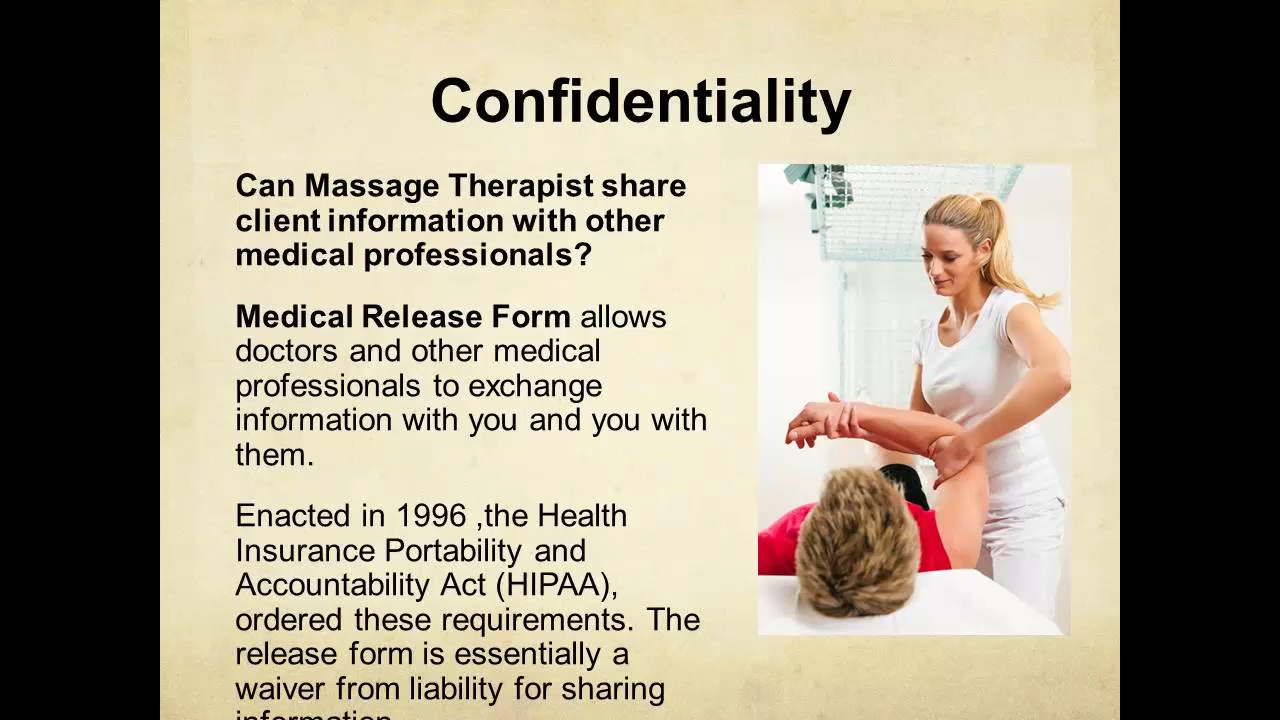 Confidentiality
Can Massage Therapist share
client information with other
medical professionals?
Medical Release Form allows
doctors and other medical
professionals to exchange
information with you and you with
them.
Enacted in 1996 ,the Health
Insurance Portability and
Accountability Act (HIPAA),
ordered these requirements. The
release form is essentially a
waiver from liability for sharing
information